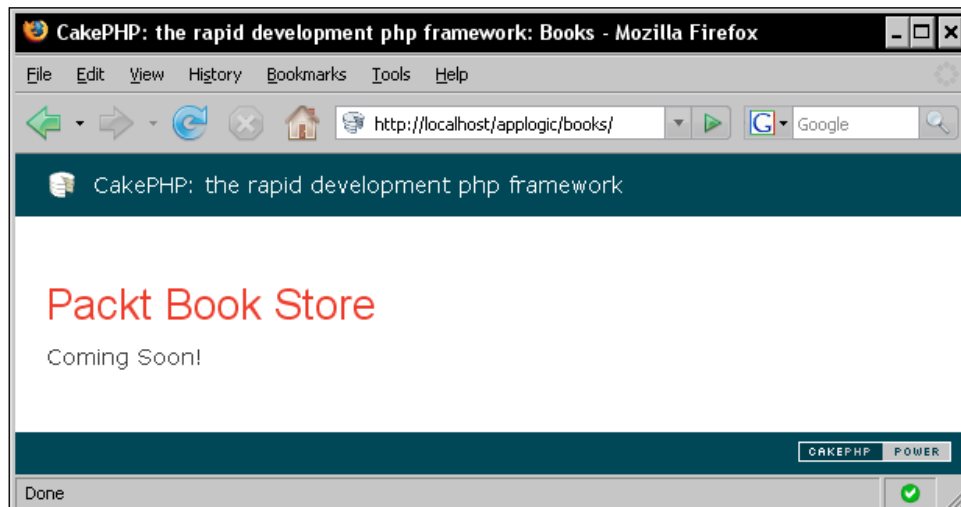 CakePHP: the rapid development php framework: Books - Mozilla Firefox
File Edit View History Bookmarks Tools Help
http://localhost/applogic/books/ G Google
CakePHP: the rapid development php framework
Packt Book Store
Coming Soon!
CAKEPHP POWER
Done